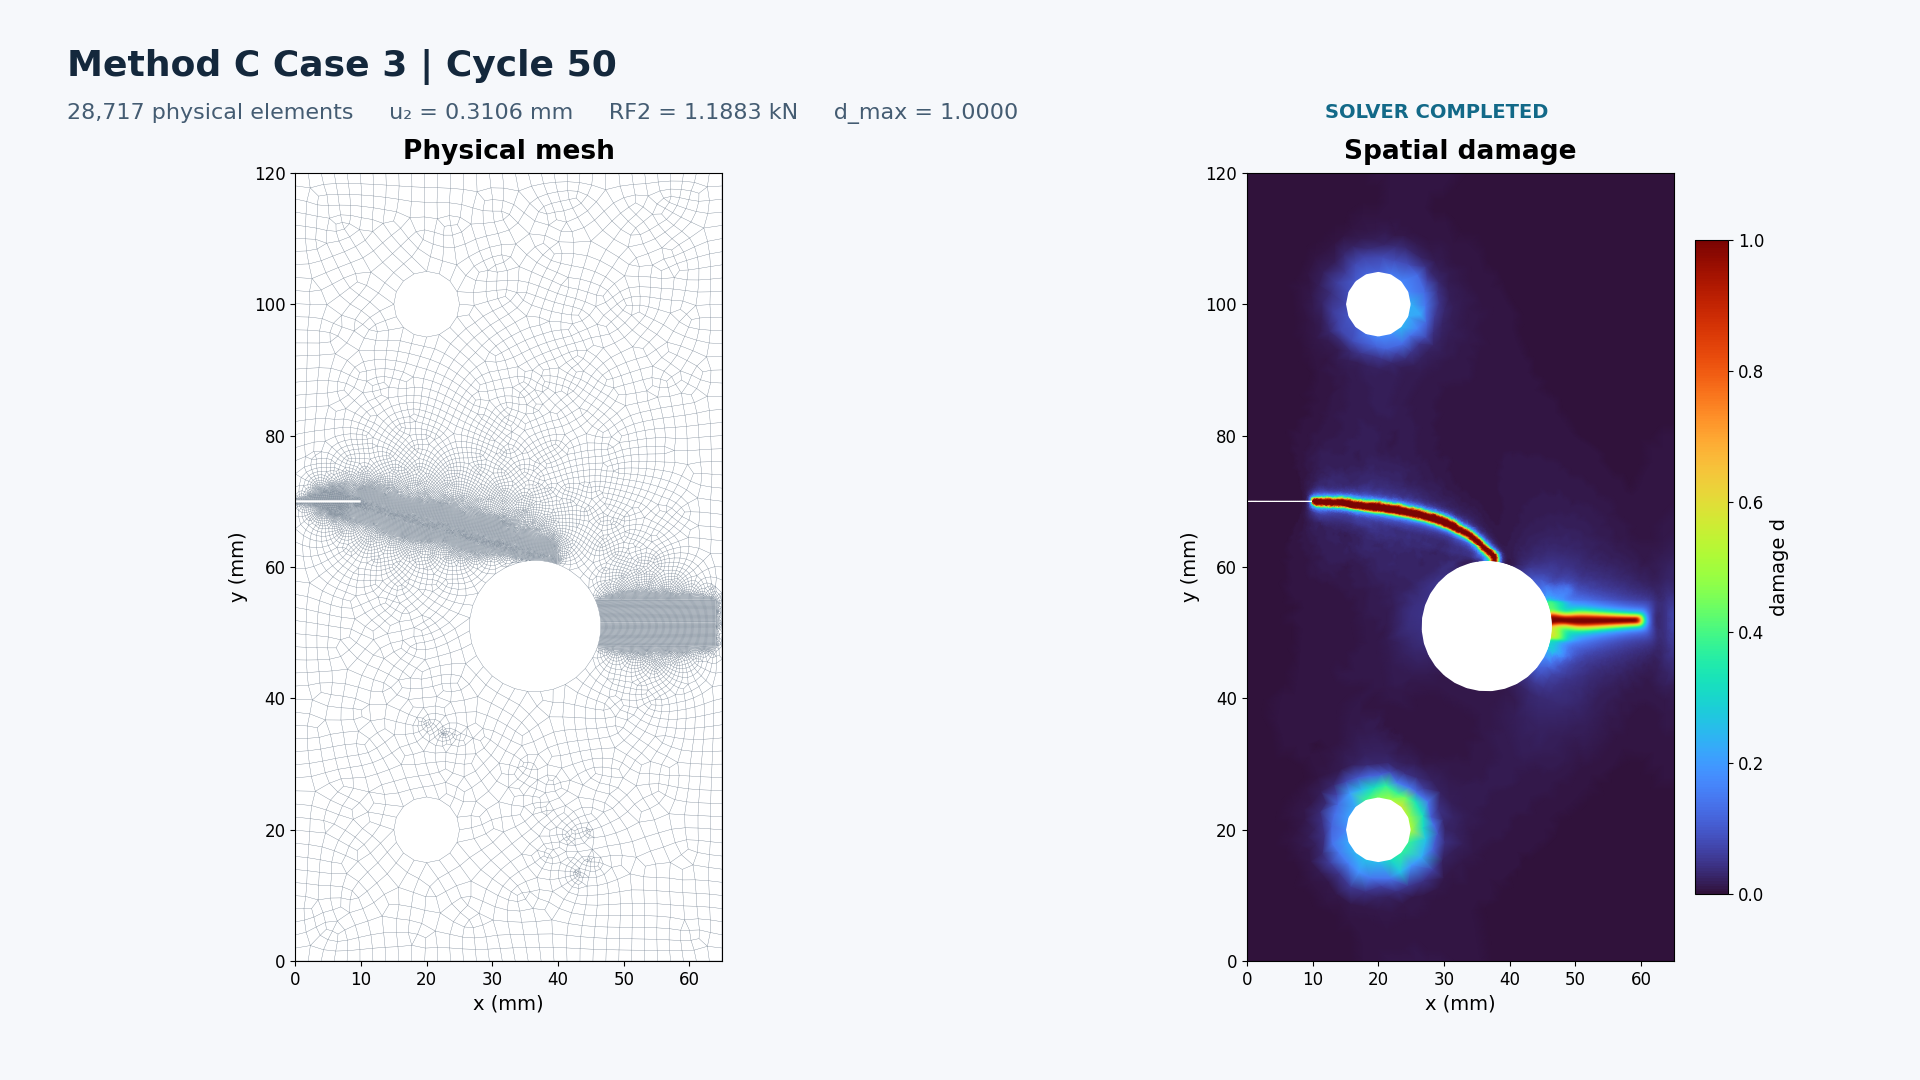 Method C Case 3 | Cycle 50
28,717 physical elements u₂ = 0.3106 mm RF2 = 1.1883 kN d_max = 1.0000
SOLVER COMPLETED
Physical mesh
120
100
80
60
40
20
0
y (mm)
0 10 20 30 40 50 60
x (mm)
Spatial damage
120
100
80
60
40
20
0
y (mm)
0 10 20 30 40 50 60
x (mm)
1.0
0.8
0.6
0.4
0.2
0.0
damage d